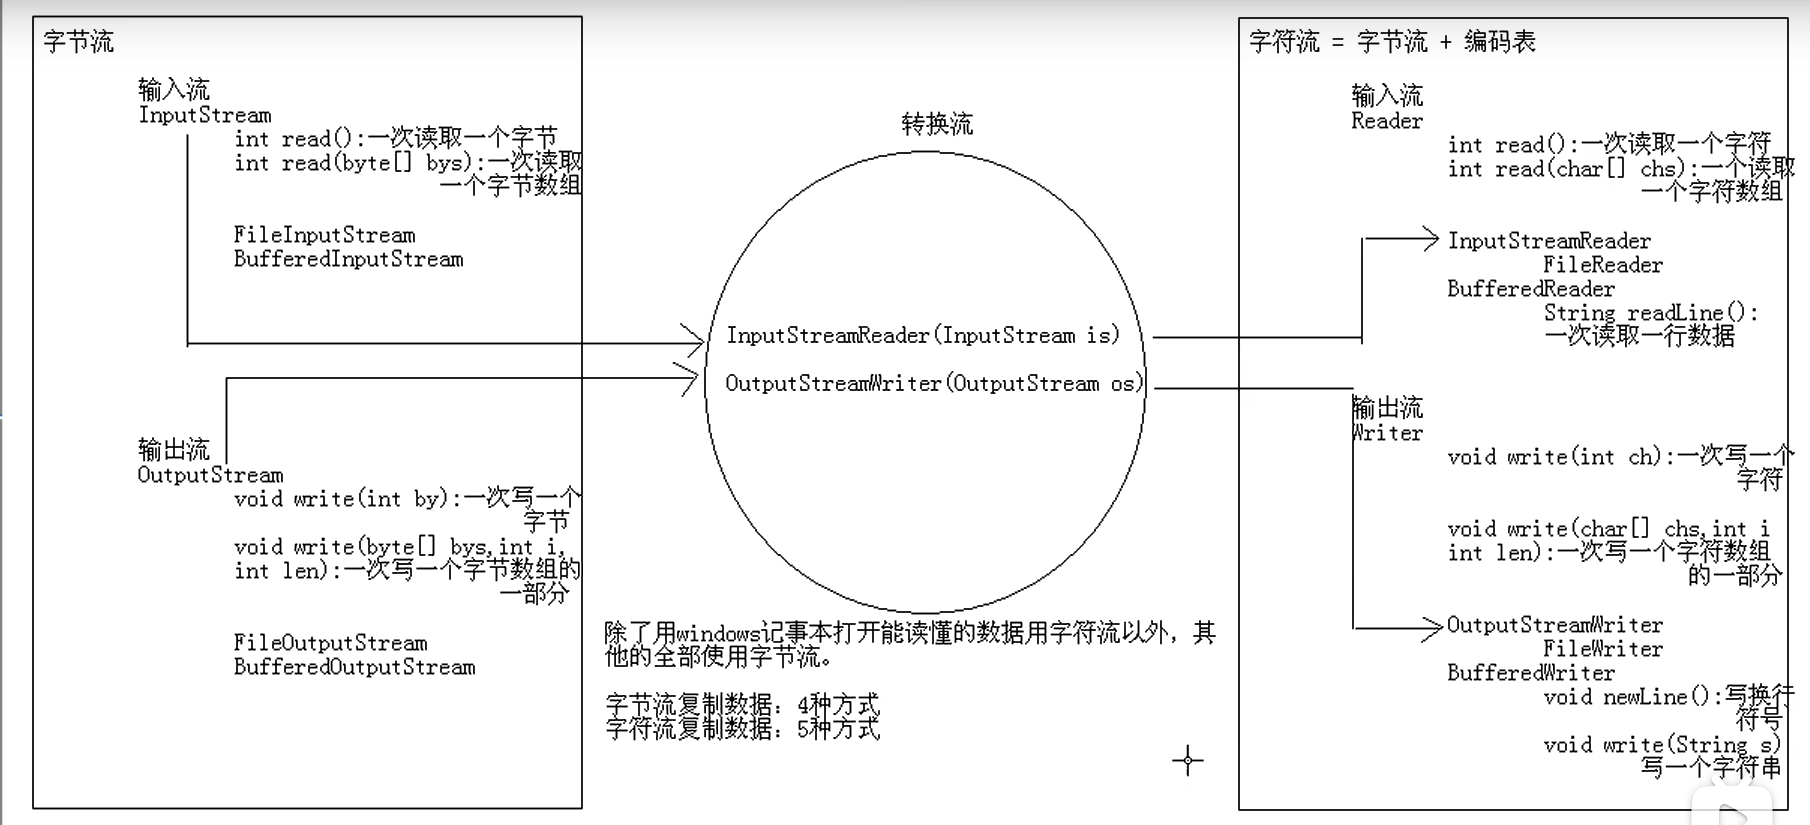 字节流
输入流
InputStream
int read():一次读取一个字节
int read(byte[] bys):一次读取
一个字节数组
FileInputStream
BufferedInputStream
输出流
OutputStream
void write(int by):一次写一个
字节
void write(byte[] bys,int i,
int len):一次写一个字节数组的
一部分
FileOutputStream
BufferedOutputStream
转换流
InputStreamReader(InputStream is)
OutputStreamWriter(OutputStream os)
除了用windows记事本打开能读懂的数据用字符流以外，其
他的全部使用字节流。
字节流复制数据：4种方式
字符流复制数据：5种方式
字符流 = 字节流 + 编码表
输入流
Reader
int read():一次读取一个字符
int read(char[] chs):一个读取
一个字符数组
InputStreamReader
FileReader
BufferedReader
String readLine():
一次读取一行数据
输出流
Writer
void write(int ch):一次写一个
字符
void write(char[] chs,int i
int len):一次写一个字符数组
的一部分
OutputStreamWriter
FileWriter
BufferedWriter
void newLine():写换行
符号
void write(String s)
写一个字符串